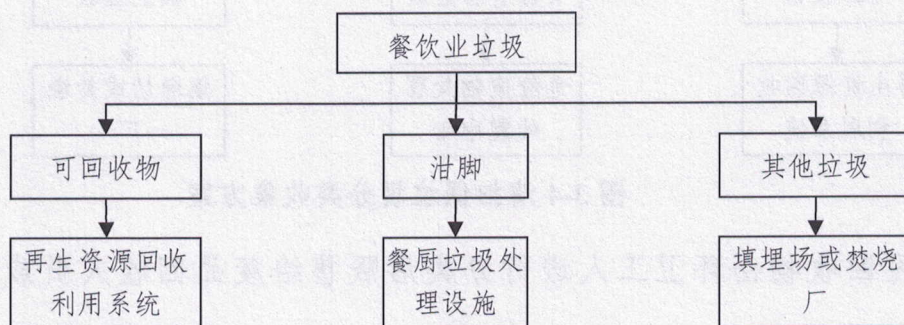 餐饮业垃圾
可回收物
泔脚
其他垃圾
再生资源回收
利用系统
餐厨垃圾处
理设施
填埋场或焚烧
厂